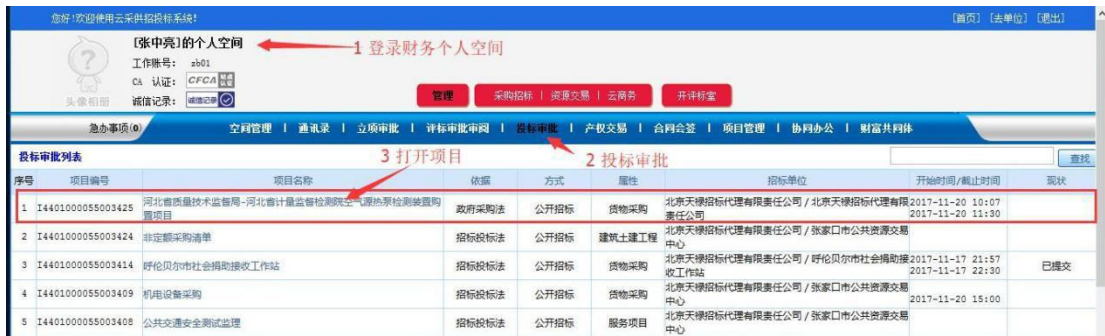 您好!欢迎使用云采供招投标系统! [首页] [去单位] [退出]
[张中亮]的个人空间
1 登录财务个人空间
工作账号: zb01
CA 认证: CFCA
诚信记录: 诚信记录
头像相册
管理 采购招标 | 资源交易 | 云商务 开评标室
急办事项(0) 空间管理 | 通讯录 | 立项审批 | 评标审批审阅 | 投标审批 | 产权交易 | 合同会签 | 项目管理 | 协同办公 | 财富共同体
投标审批列表 3 打开项目 2 投标审批 查找
序号 项目编号 项目名称 依据 方式 属性 招标单位 开始时间/截止时间 现状
1 I4401000055003425 河北省质量技术监督局-河北省计量监督检测院空气源热泵检测装置购 政府采购法 公开招标 货物采购 北京天禄招标代理有限责任公司 / 北京天禄招标代理有限 2017-11-20 10:07
置项目 责任公司 2017-11-20 11:30
2 I4401000055003424 非定额采购清单 招标投标法 公开招标 建筑土建工程 北京天禄招标代理有限责任公司 / 张家口市公共资源交易
中心
3 I4401000055003414 呼伦贝尔市社会捐助接收工作站 招标投标法 公开招标 货物采购 北京天禄招标代理有限责任公司 / 呼伦贝尔市社会捐助接 2017-11-17 21:57 已提交
收工作站 2017-11-17 22:30
4 I4401000055003409 机电设备采购 招标投标法 公开招标 货物采购 北京天禄招标代理有限责任公司 / 张家口市公共资源交易
中心 2017-11-20 15:00
5 I4401000055003408 公共交通安全测试监理 招标投标法 公开招标 服务项目 北京天禄招标代理有限责任公司 / 张家口市公共资源交易
中心